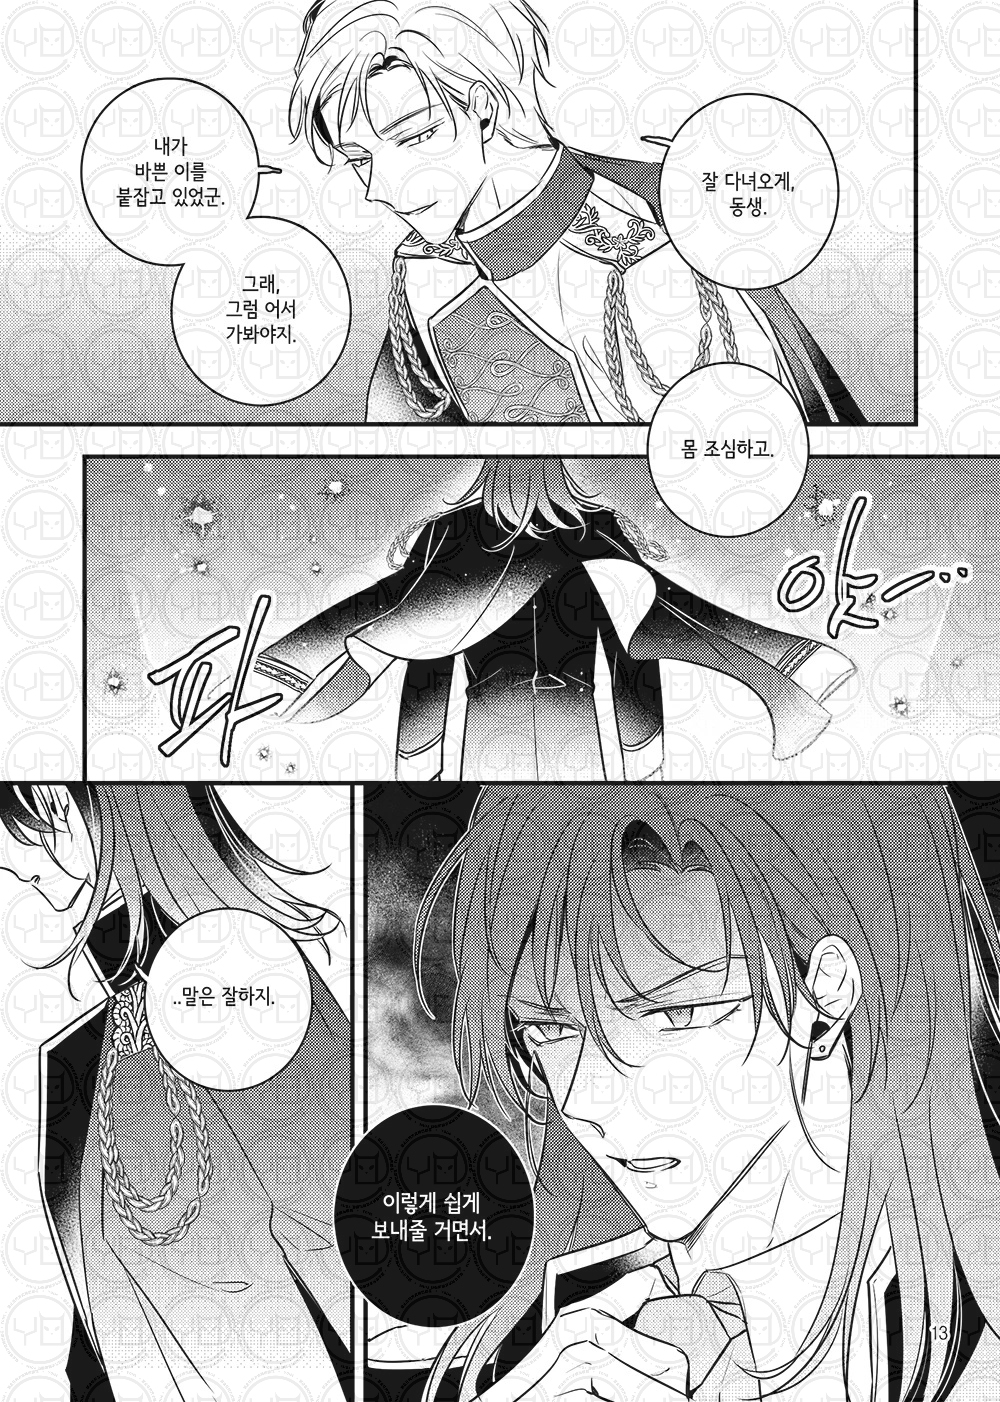 내가
바쁜 이를
붙잡고 있었군.
그래,
그럼 어서
가봐야지.
잘 다녀오게,
동생.
몸 조심하고.
파
앗—..
..말은 잘하지.
이렇게 쉽게
보내줄 거면서.
13